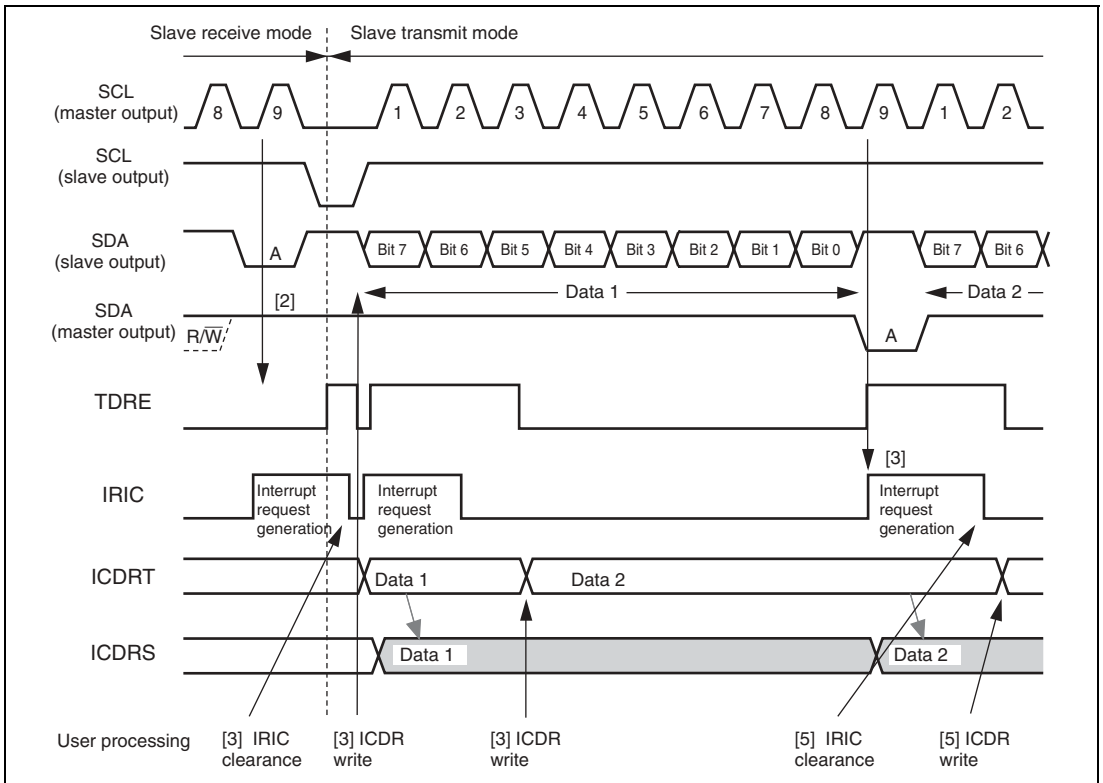 Slave receive mode Slave transmit mode
SCL
(master output)
8 9 1 2 3 4 5 6 7 8 9 1 2
SCL
(slave output)
SDA
(slave output)
A Bit 7 Bit 6 Bit 5 Bit 4 Bit 3 Bit 2 Bit 1 Bit 0 Bit 7 Bit 6
Data 1 Data 2
[2]
SDA
(master output)
R/W̅
A
TDRE
[3]
IRIC
Interrupt
request
generation
Interrupt
request
generation
Interrupt
request
generation
ICDRT
Data 1 Data 2
ICDRS
Data 1 Data 2
User processing
[3] IRIC
clearance
[3] ICDR
write
[3] ICDR
write
[5] IRIC
clearance
[5] ICDR
write